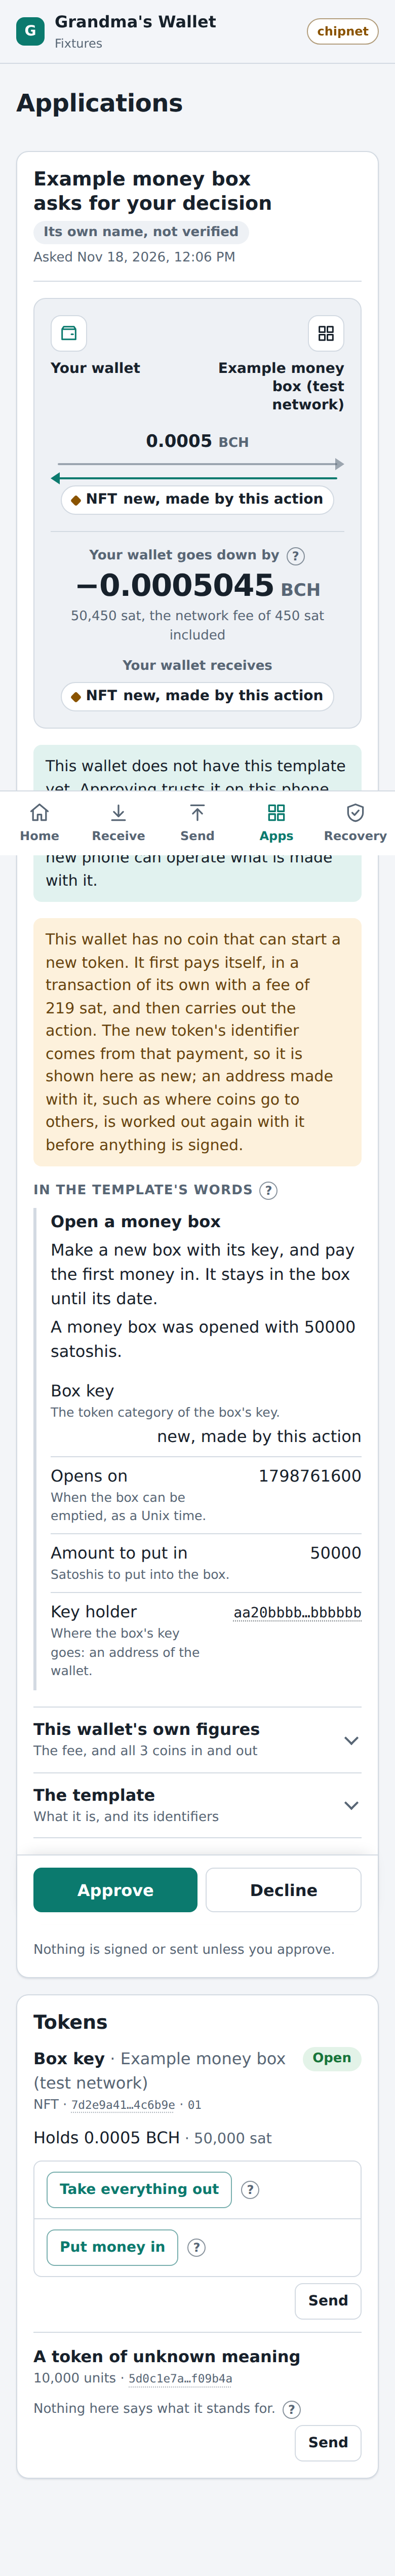 G
Grandma's Wallet
Fixtures
chipnet
Applications
Example money box
asks for your decision
Its own name, not verified
Asked Nov 18, 2026, 12:06 PM
Your wallet
Example money
box (test
network)
0.0005 BCH
NFT new, made by this action
Your wallet goes down by ?
−0.0005045 BCH
50,450 sat, the network fee of 450 sat
included
Your wallet receives
NFT new, made by this action
This wallet does not have this template
yet. Approving trusts it on this phone
Home
Receive
Send
Apps
Recovery
new phone can operate what is made
with it.
This wallet has no coin that can start a
new token. It first pays itself, in a
transaction of its own with a fee of
219 sat, and then carries out the
action. The new token's identifier
comes from that payment, so it is
shown here as new; an address made
with it, such as where coins go to
others, is worked out again with it
before anything is signed.
IN THE TEMPLATE'S WORDS ?
Open a money box
Make a new box with its key, and pay
the first money in. It stays in the box
until its date.
A money box was opened with 50000
satoshis.
Box key
The token category of the box's key.
new, made by this action
Opens on
1798761600
When the box can be
emptied, as a Unix time.
Amount to put in
50000
Satoshis to put into the box.
Key holder
aa20bbbb…bbbbbb
Where the box's key
goes: an address of the
wallet.
This wallet's own figures
The fee, and all 3 coins in and out
The template
What it is, and its identifiers
Approve
Decline
Nothing is signed or sent unless you approve.
Tokens
Box key · Example money box
(test network)
Open
NFT · 7d2e9a41…4c6b9e · 01
Holds 0.0005 BCH · 50,000 sat
Take everything out ?
Put money in ?
Send
A token of unknown meaning
10,000 units · 5d0c1e7a…f09b4a
Nothing here says what it stands for. ?
Send